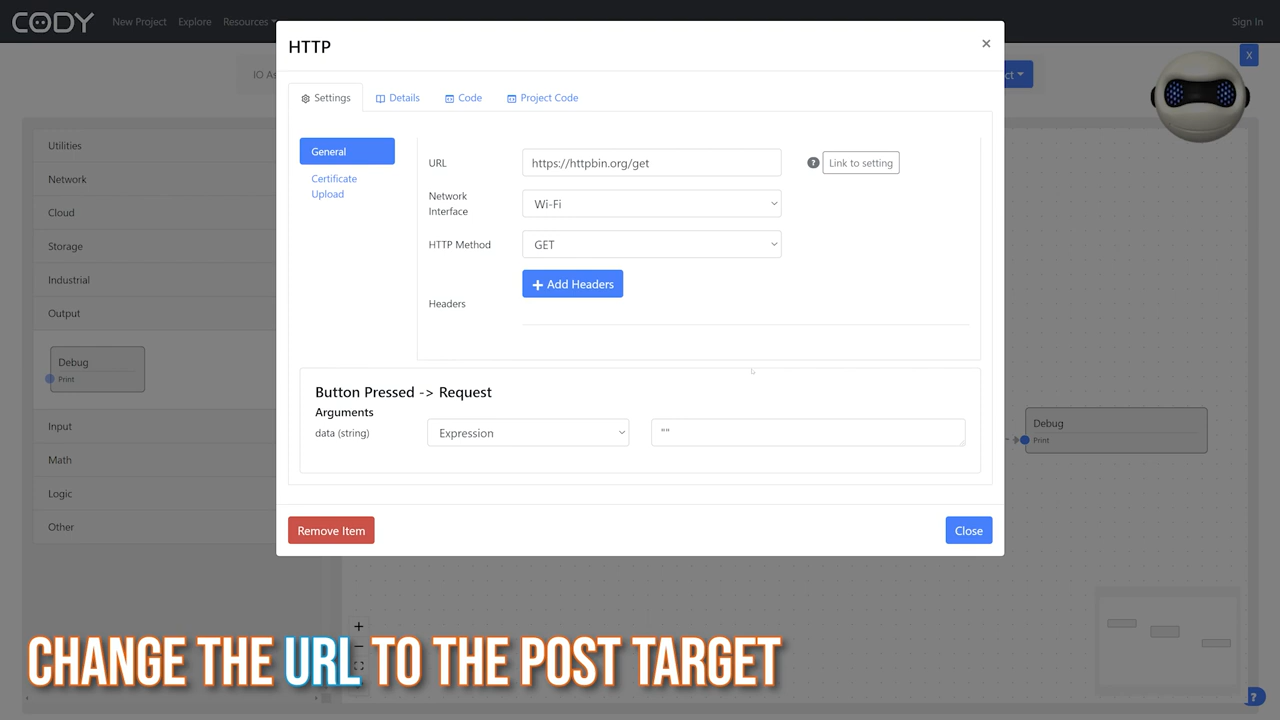 CODY
New Project
Explore
Resources
Sign In
HTTP
×
IO As
ct
X
Settings
Details
Code
Project Code
Utilities
Network
Cloud
Storage
Industrial
Output
Debug
Print
Input
Math
Logic
Other
General
Certificate
Upload
URL
https://httpbin.org/get
?
Link to setting
Network
Interface
Wi-Fi
HTTP Method
GET
+ Add Headers
Headers
Button Pressed -> Request
Arguments
data (string)
Expression
""
Debug
Print
Remove Item
Close
+
CHANGE THE URL TO THE POST TARGET
?